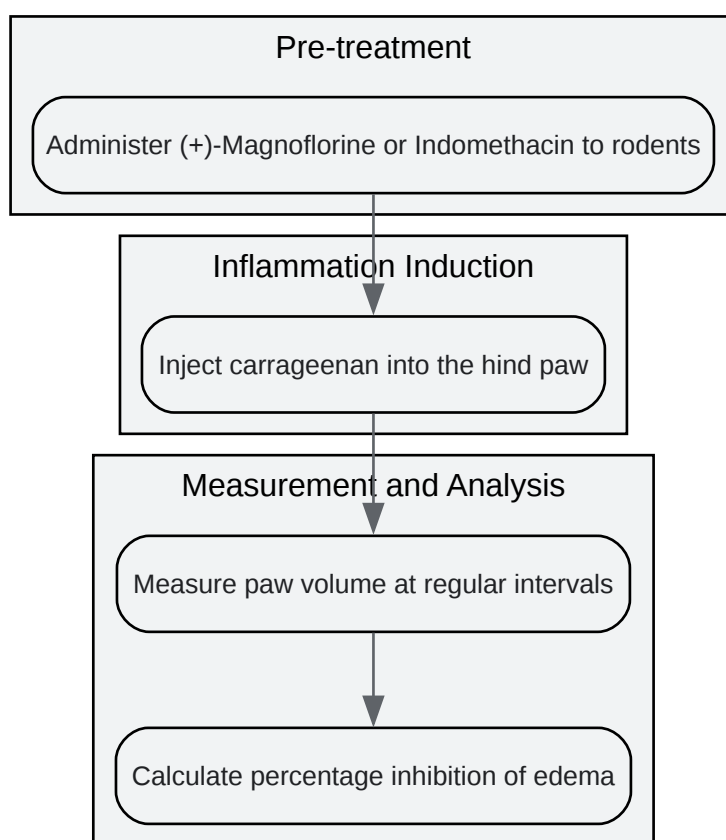 Pre-treatment
Administer (+)-Magnoflorine or Indomethacin to rodents
Inflammation Induction
Inject carrageenan into the hind paw
Measurement and Analysis
Measure paw volume at regular intervals
Calculate percentage inhibition of edema